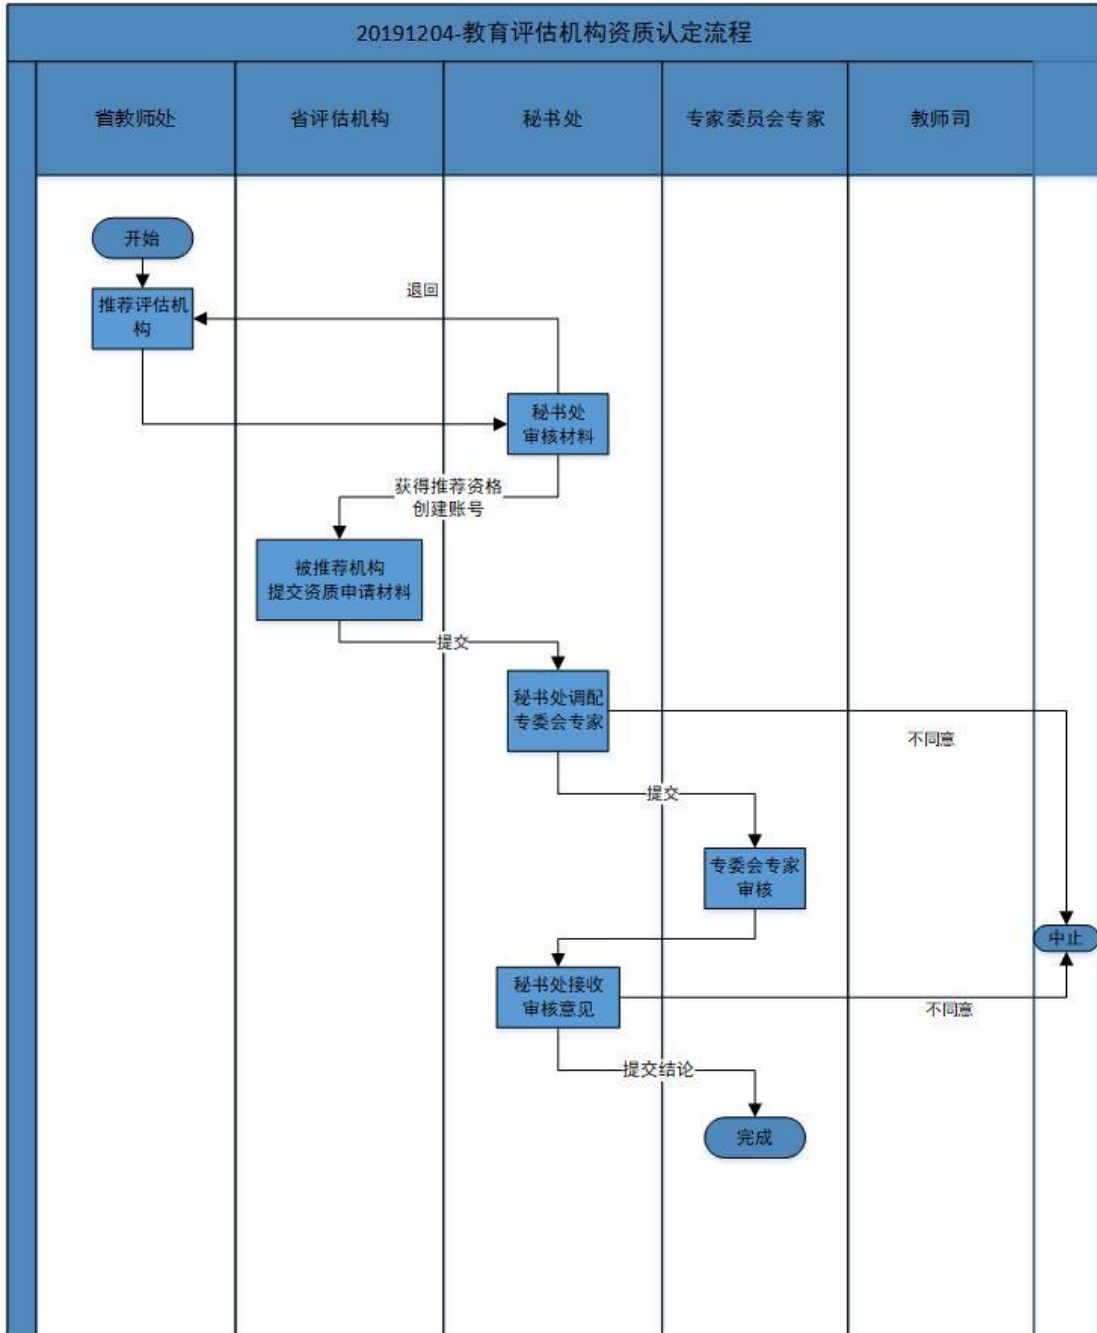 20191204-教育评估机构资质认定流程
省教师处
省评估机构
秘书处
专家委员会专家
教师司
开始
推荐评估机
构
退回
秘书处
审核材料
获得推荐资格
创建账号
被推荐机构
提交资质申请材料
提交
秘书处调配
专委会专家
不同意
提交
专委会专家
审核
中止
秘书处接收
审核意见
不同意
提交结论
完成